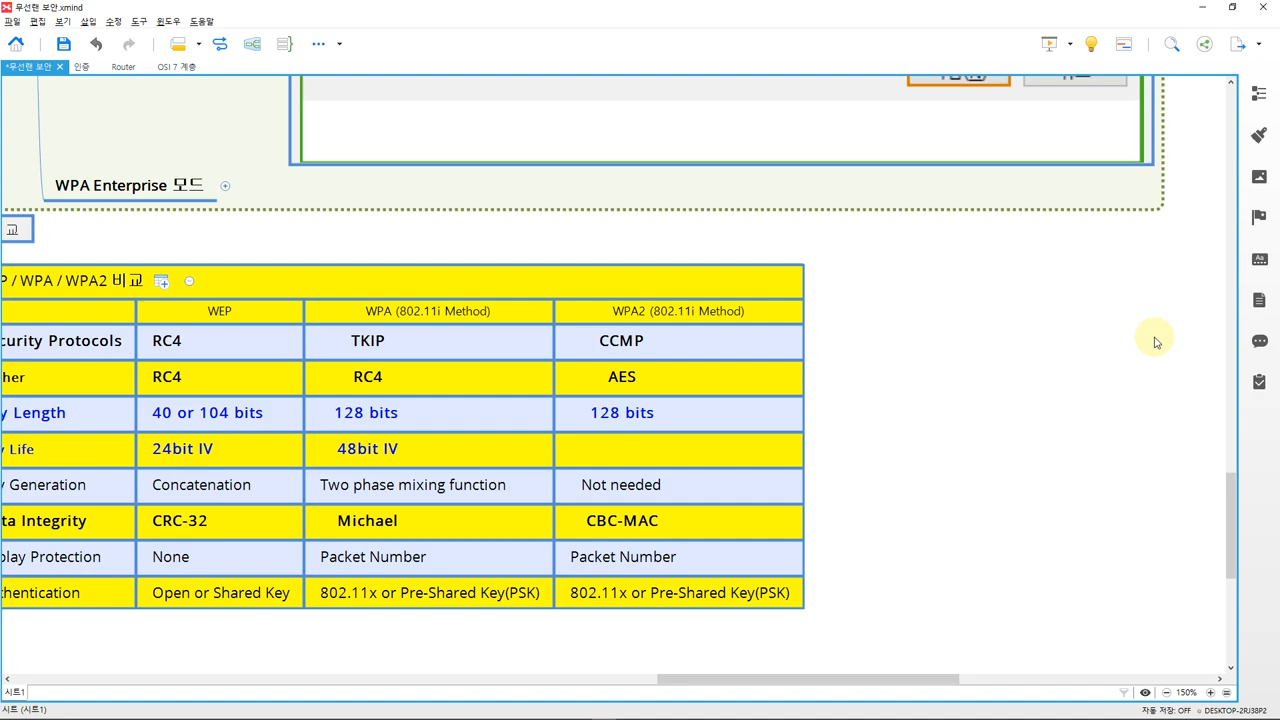 무선랜 보안.xmind
파일 편집 보기 삽입 수정 도구 윈도우 도움말
*무선랜 보안 인증 Router OSI 7 계층
WPA Enterprise 모드
교
P / WPA / WPA2 비교
WEP WPA (802.11i Method) WPA2 (802.11i Method)
curity Protocols RC4 TKIP CCMP
her RC4 RC4 AES
y Length 40 or 104 bits 128 bits 128 bits
y Life 24bit IV 48bit IV
y Generation Concatenation Two phase mixing function Not needed
ta Integrity CRC-32 Michael CBC-MAC
play Protection None Packet Number Packet Number
thentication Open or Shared Key 802.11x or Pre-Shared Key(PSK) 802.11x or Pre-Shared Key(PSK)
시트1 150%
시트 (시트1) 자동 저장: OFF DESKTOP-2RJ38P2